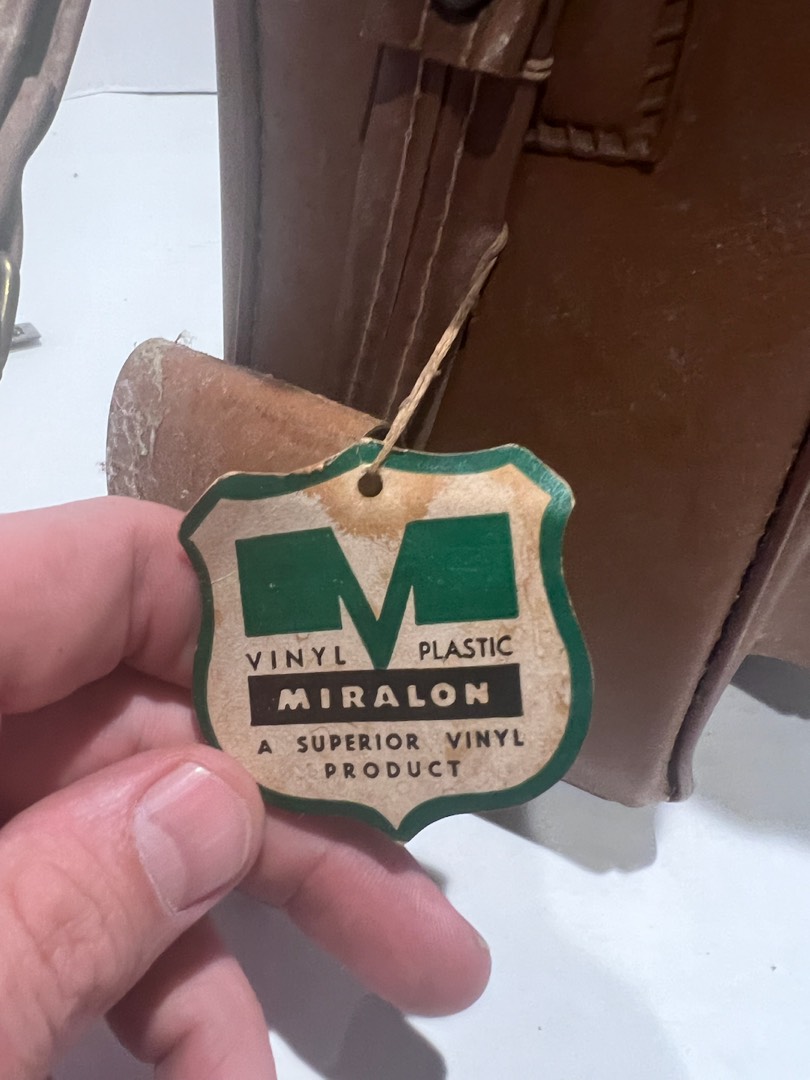 M
VINYL PLASTIC
MIRALON
A SUPERIOR VINYL
PRODUCT